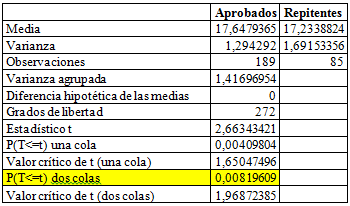 Aprobados Repitentes
Media 17,6479365 17,2338824
Varianza 1,294292 1,69153356
Observaciones 189 85
Varianza agrupada 1,41696954
Diferencia hipotética de las medias 0
Grados de libertad 272
Estadístico t 2,66343421
P(T<=t) una cola 0,00409804
Valor crítico de t (una cola) 1,65047496
P(T<=t) dos colas 0,00819609
Valor crítico de t (dos colas) 1,96872385